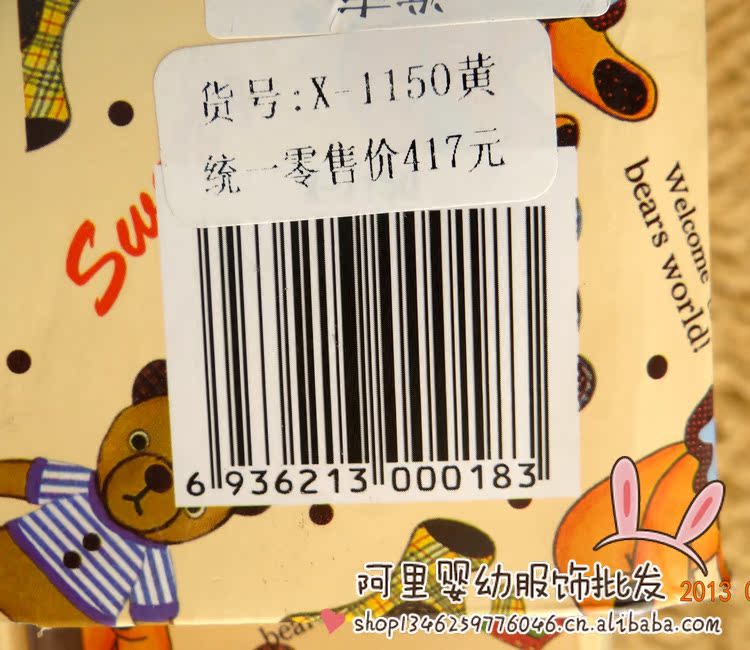 货号:X-1150黄
统一零售价417元
Welcome
bears world!
6 936213 000183
阿里婴幼服饰批发
2013
shop1346259776046.cn.alibaba.com
bear